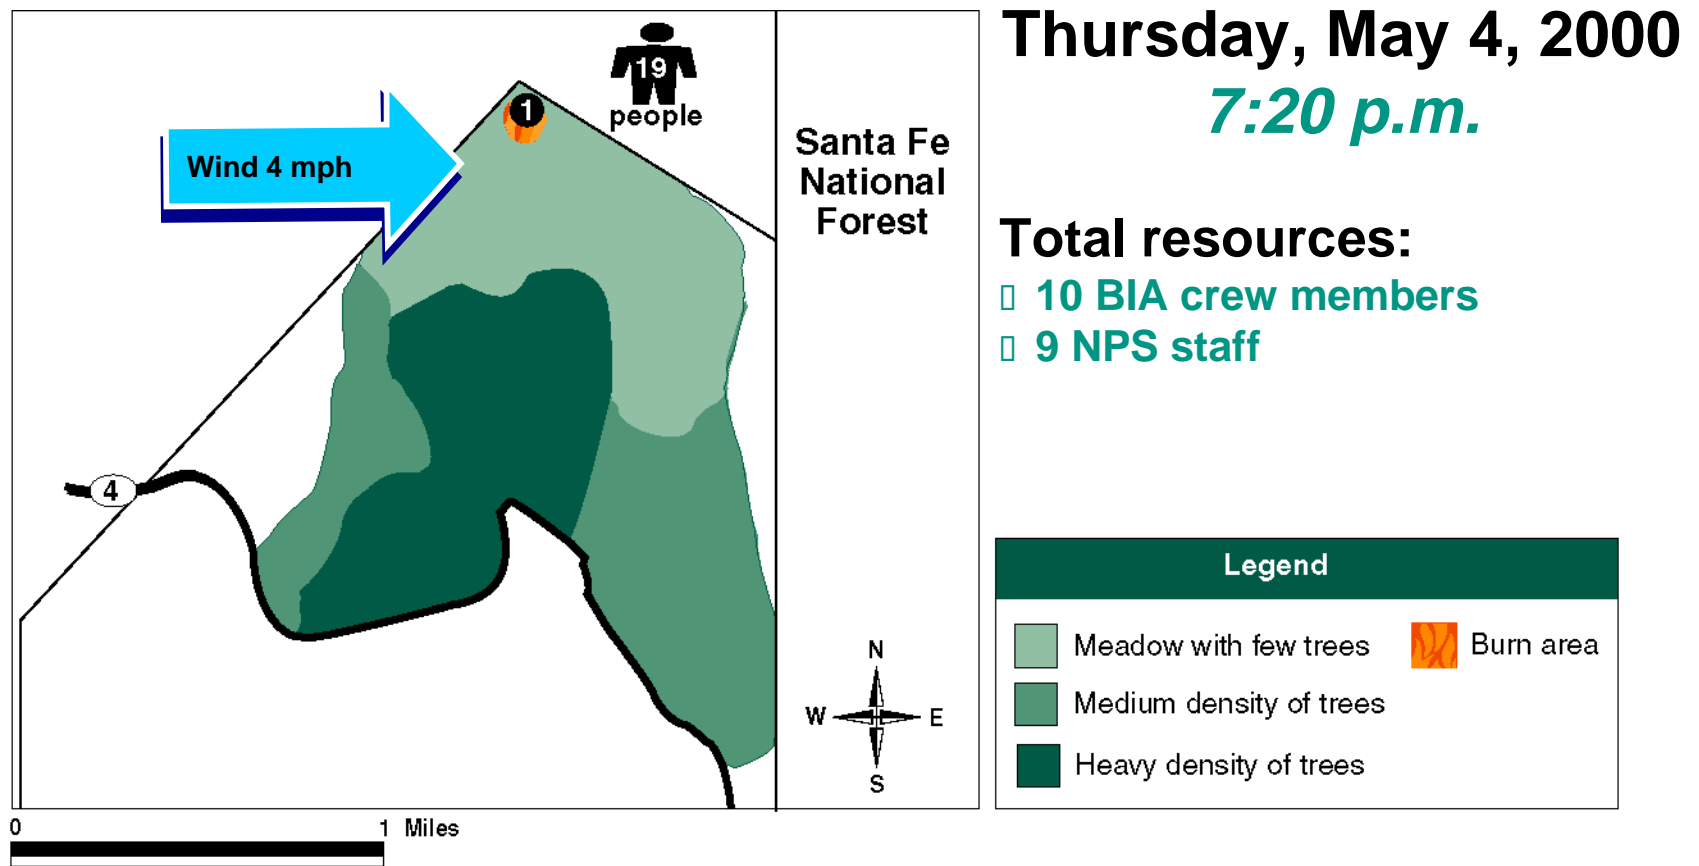 Thursday, May 4, 2000
7:20 p.m.
19
people
1
Wind 4 mph
Santa Fe
National
Forest
Total resources:
10 BIA crew members
9 NPS staff
4
N
W E
S
Legend
Meadow with few trees
Burn area
Medium density of trees
Heavy density of trees
0 1 Miles